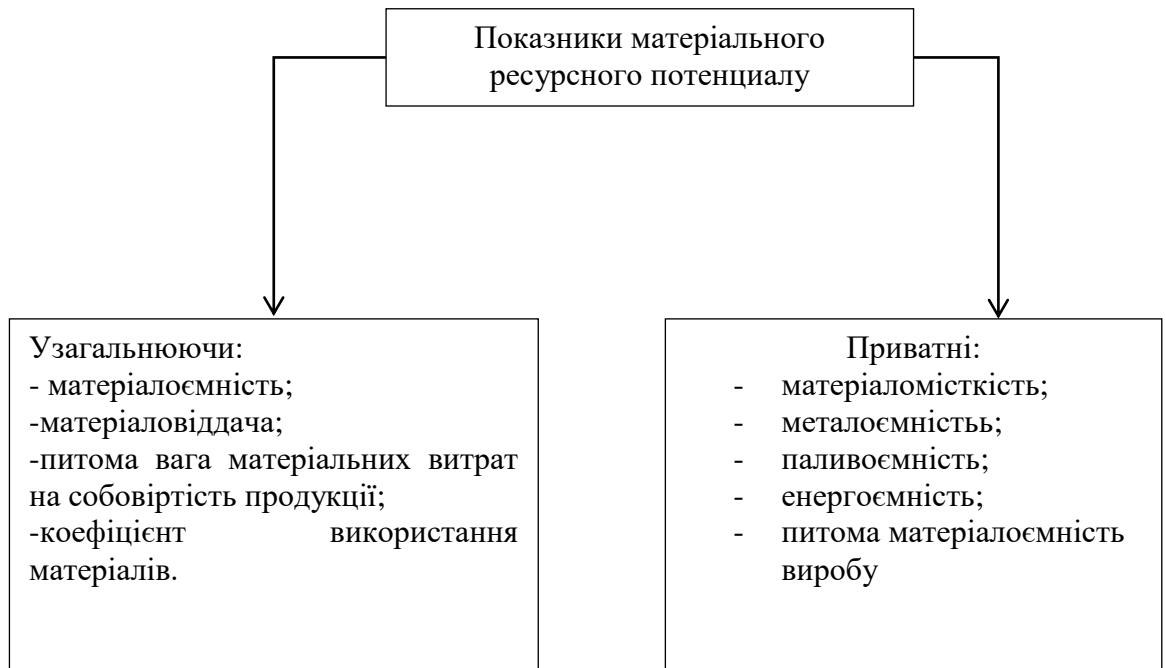 Показники матеріального
ресурсного потенциалу
Узагальнюючи:
- матеріалоємність;
-матеріаловіддача;
-питома вага матеріальних витрат
на собовіртість продукції;
-коефіцієнт використання
матеріалів.
Приватні:
- матеріаломісткість;
- металоємністьь;
- паливоємність;
- енергоємність;
- питома матеріалоємність
виробу